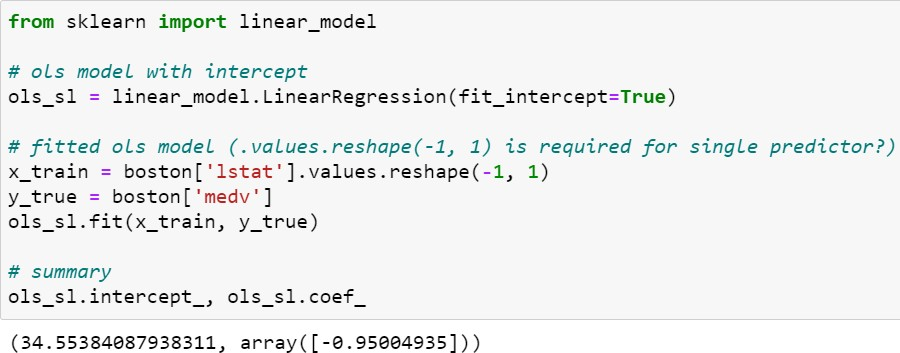 from sklearn import linear_model
# ols model with intercept
ols_sl = linear_model.LinearRegression(fit_intercept=True)
# fitted ols model (.values.reshape(-1, 1) is required for single predictor?)
x_train = boston['lstat'].values.reshape(-1, 1)
y_true = boston['medv']
ols_sl.fit(x_train, y_true)
# summary
ols_sl.intercept_, ols_sl.coef_
(34.55384087938311, array([-0.95004935]))